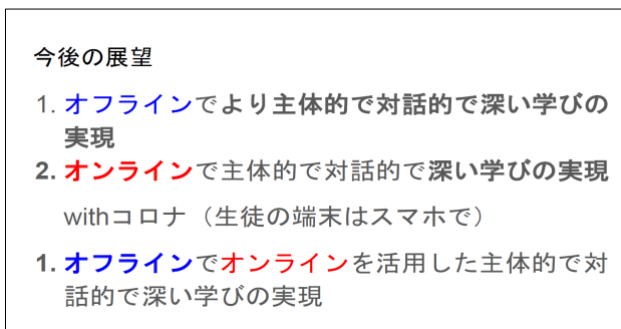 今後の展望
1. オフラインでより主体的で対話的で深い学びの
実現
2. オンラインで主体的で対話的で深い学びの実現
withコロナ（生徒の端末はスマホで）
1. オフラインでオンラインを活用した主体的で対
話的で深い学びの実現